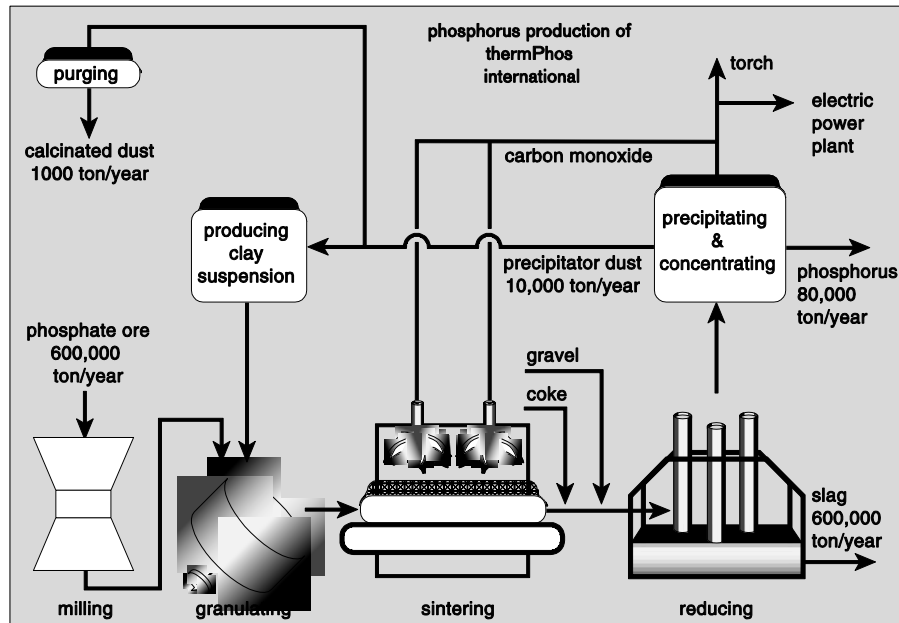 phosphorus production of
thermPhos
international
purging
calcinated dust
1000 ton/year
torch
electric
power
plant
carbon monoxide
producing
clay
suspension
precipitating
&
concentrating
precipitator dust
10,000 ton/year
phosphorus
80,000
ton/year
phosphate ore
600,000
ton/year
gravel
coke
slag
600,000
ton/year
milling
granulating
sintering
reducing